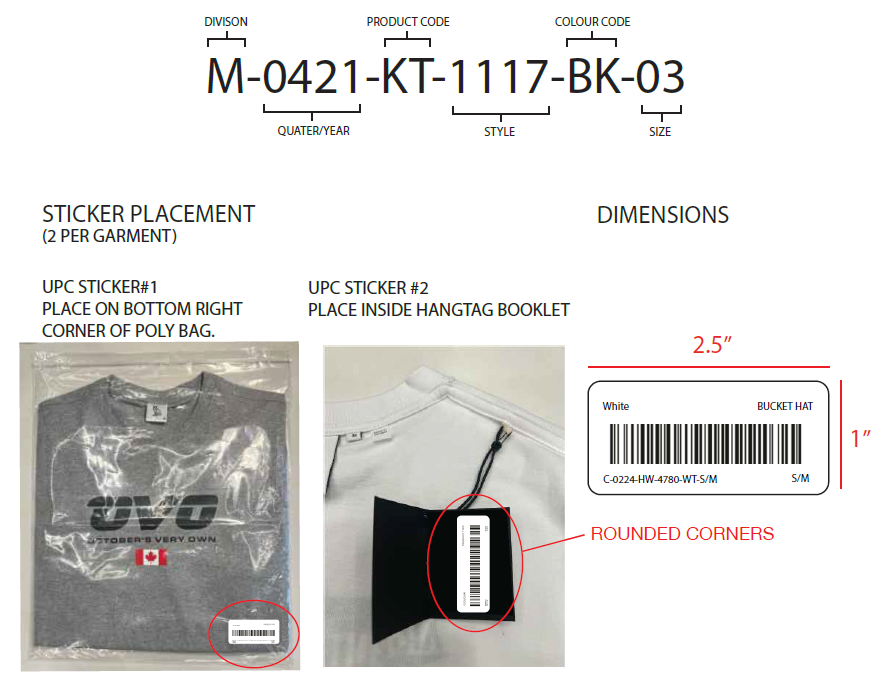 DIVISON
PRODUCT CODE
COLOUR CODE
M-0421-KT-1117-BK-03
QUATER/YEAR
STYLE
SIZE
STICKER PLACEMENT
(2 PER GARMENT)
DIMENSIONS
UPC STICKER#1
PLACE ON BOTTOM RIGHT
CORNER OF POLY BAG.
UPC STICKER #2
PLACE INSIDE HANGTAG BOOKLET
OVO
OCTOBER'S VERY OWN
2.5"
White
BUCKET HAT
C-0224-HW-4780-WT-S/M
S/M
1"
ROUNDED CORNERS